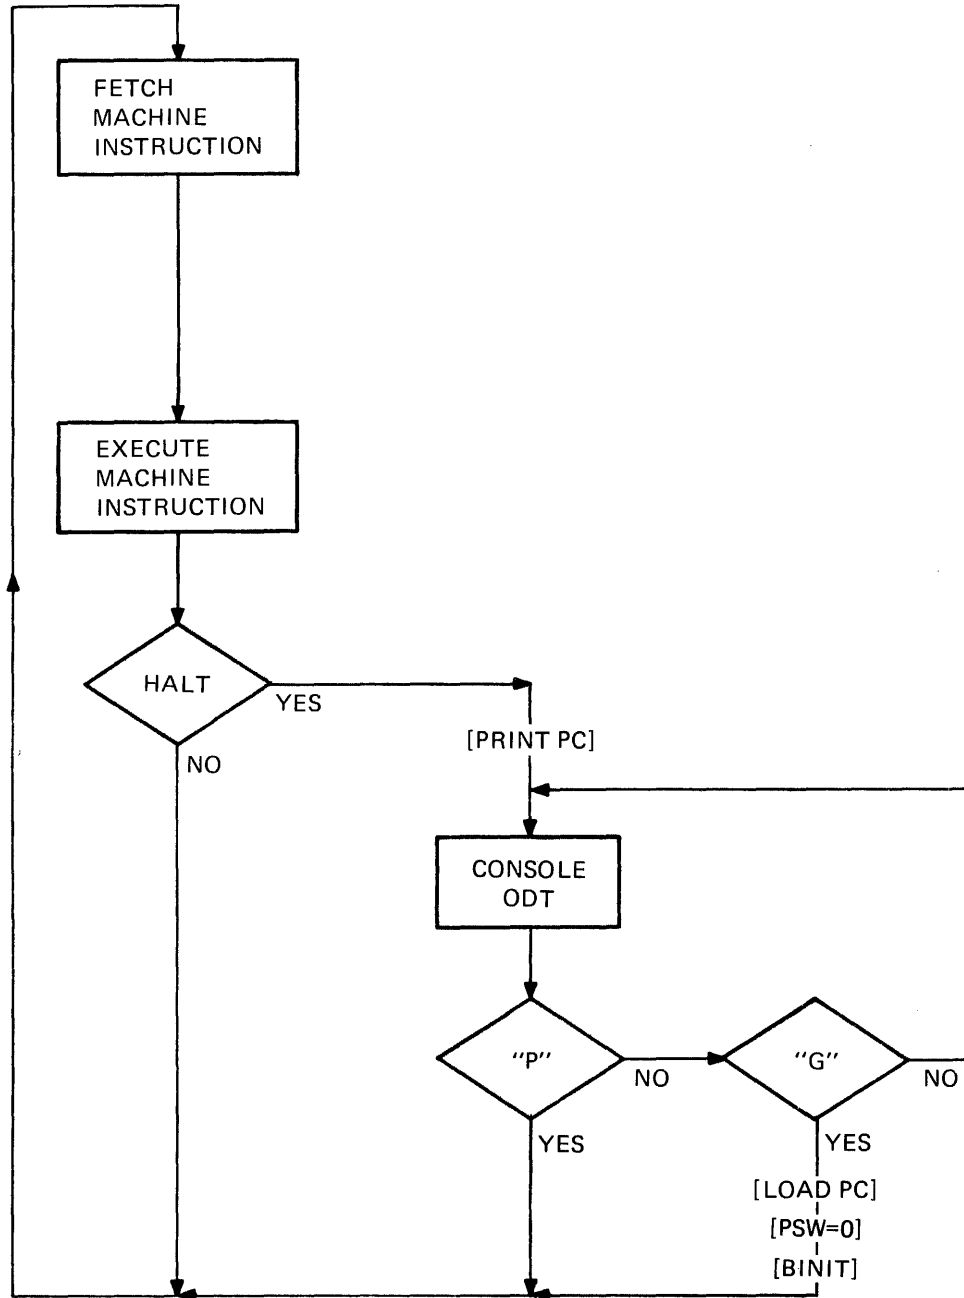 FETCH
MACHINE
INSTRUCTION
EXECUTE
MACHINE
INSTRUCTION
HALT
YES
NO
[PRINT PC]
CONSOLE
ODT
"P"
NO
YES
"G"
NO
YES
[LOAD PC]
[PSW=0]
[BINIT]